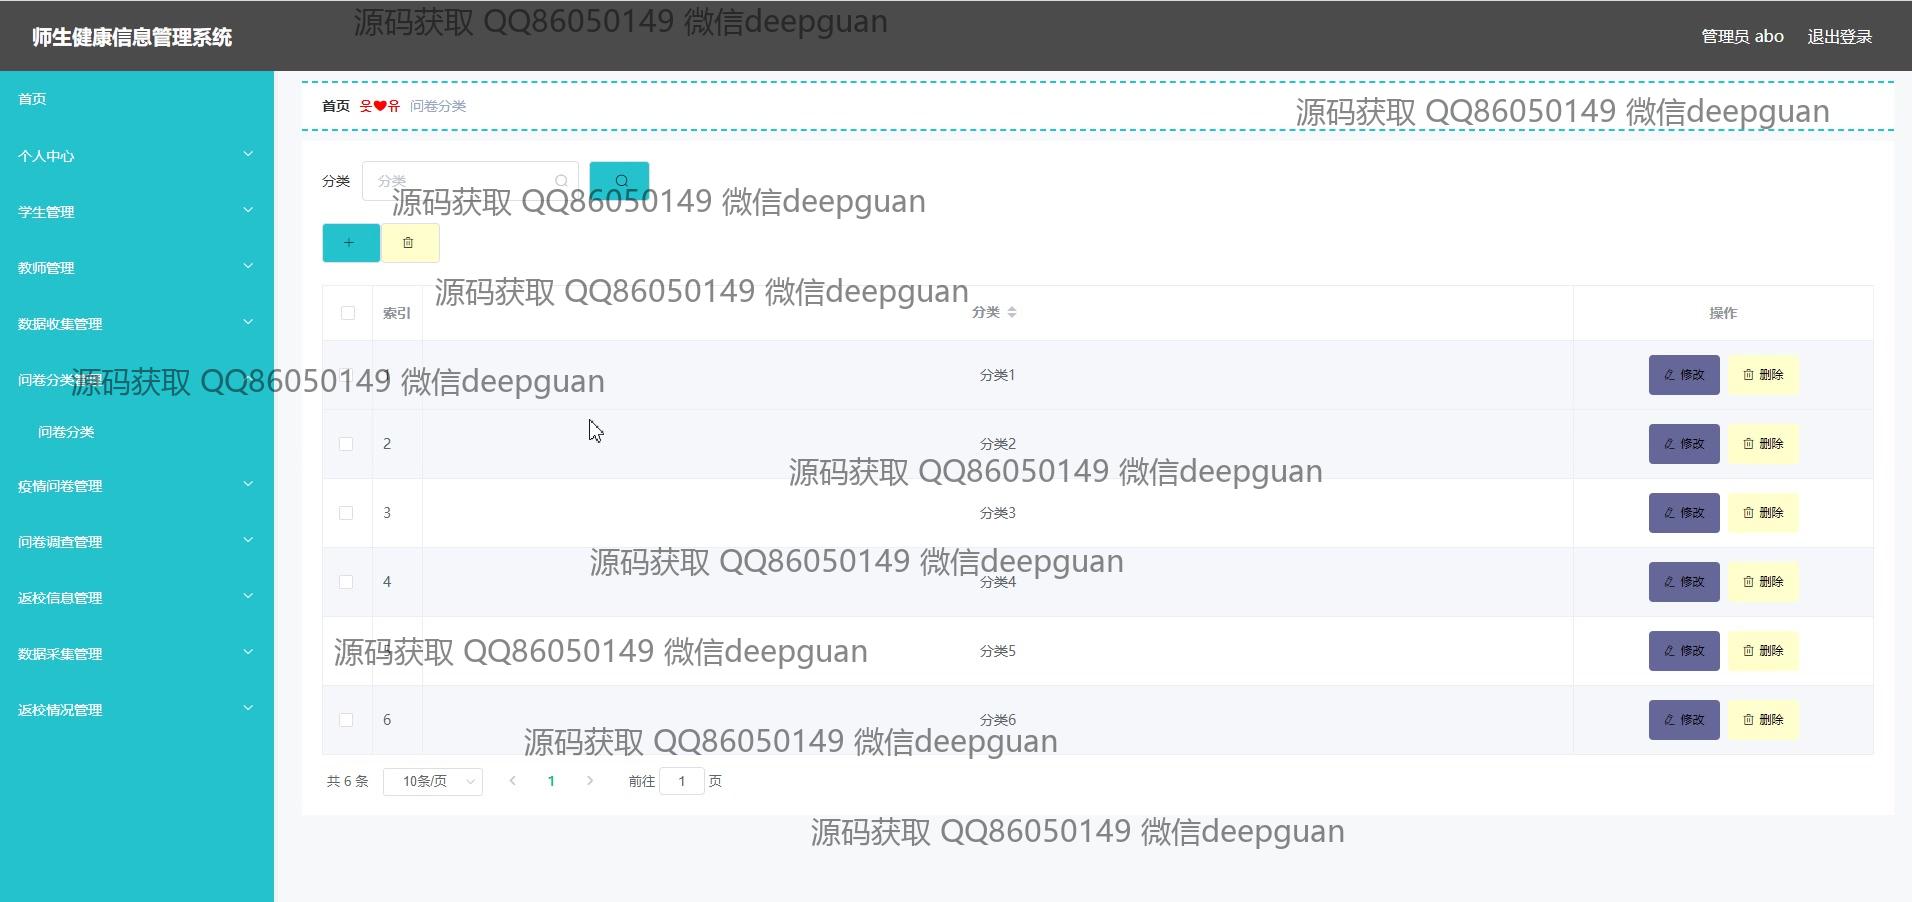 师生健康信息管理系统
源码获取 QQ86050149 微信deepguan
管理员 abo
退出登录
首页
个人中心
学生管理
教师管理
数据收集管理
问卷分类管理
问卷分类
疫情问卷管理
问卷调查管理
返校信息管理
数据采集管理
返校情况管理
首页 웃❤유 问卷分类
源码获取 QQ86050149 微信deepguan
分类 分类
源码获取 QQ86050149 微信deepguan
源码获取 QQ86050149 微信deepguan
索引 分类 操作
1 分类1 修改 删除
源码获取 QQ86050149 微信deepguan
2 分类2 修改 删除
源码获取 QQ86050149 微信deepguan
3 分类3 修改 删除
源码获取 QQ86050149 微信deepguan
4 分类4 修改 删除
5 分类5 修改 删除
源码获取 QQ86050149 微信deepguan
6 分类6 修改 删除
源码获取 QQ86050149 微信deepguan
共 6 条 10条/页 1 前往 1 页
源码获取 QQ86050149 微信deepguan